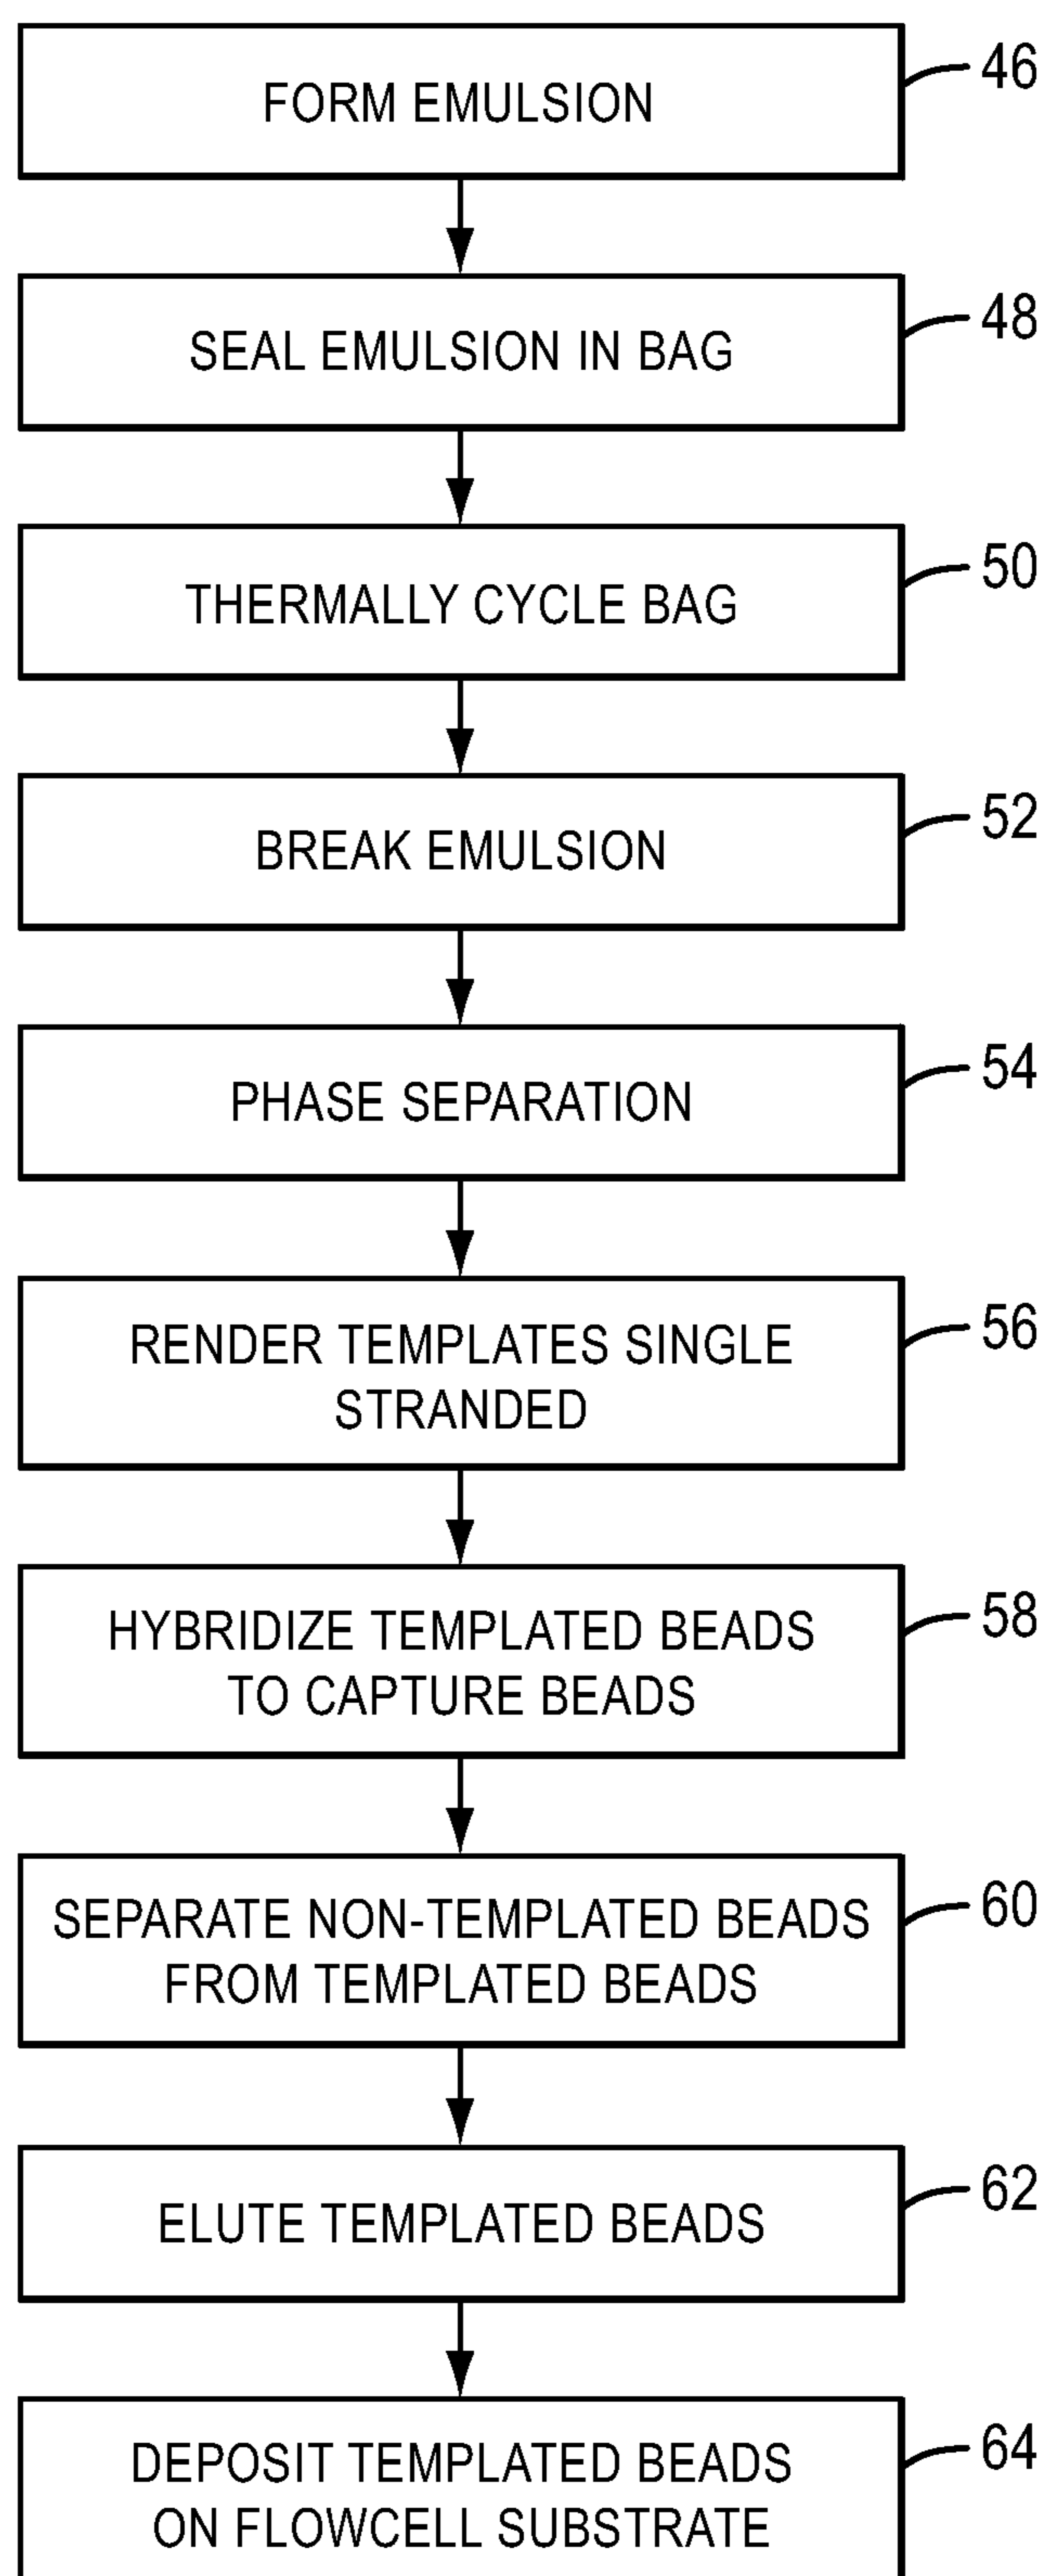 FORM EMULSION
46
SEAL EMULSION IN BAG
48
THERMALLY CYCLE BAG
50
BREAK EMULSION
52
PHASE SEPARATION
54
RENDER TEMPLATES SINGLE
STRANDED
56
HYBRIDIZE TEMPLATED BEADS
TO CAPTURE BEADS
58
SEPARATE NON-TEMPLATED BEADS
FROM TEMPLATED BEADS
60
ELUTE TEMPLATED BEADS
62
DEPOSIT TEMPLATED BEADS
ON FLOWCELL SUBSTRATE
64